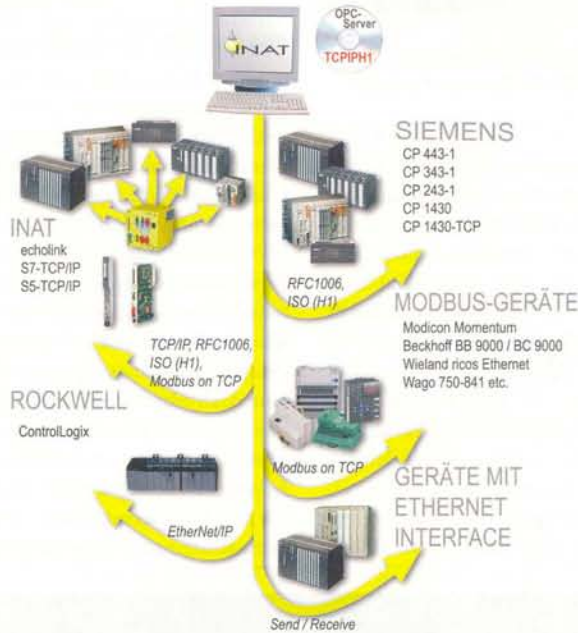 OPC-
Server
TCPIPH1
INAT
SIEMENS
CP 443-1
CP 343-1
CP 243-1
CP 1430
CP 1430-TCP
INAT
echolink
S7-TCP/IP
S5-TCP/IP
RFC1006,
ISO (H1)
MODBUS-GERÄTE
Modicon Momentum
Beckhoff BB 9000 / BC 9000
Wieland ricos Ethernet
Wago 750-841 etc.
TCP/IP, RFC1006,
ISO (H1),
Modbus on TCP
ROCKWELL
ControlLogix
Modbus on TCP
GERÄTE MIT
ETHERNET
INTERFACE
EtherNet/IP
Send / Receive